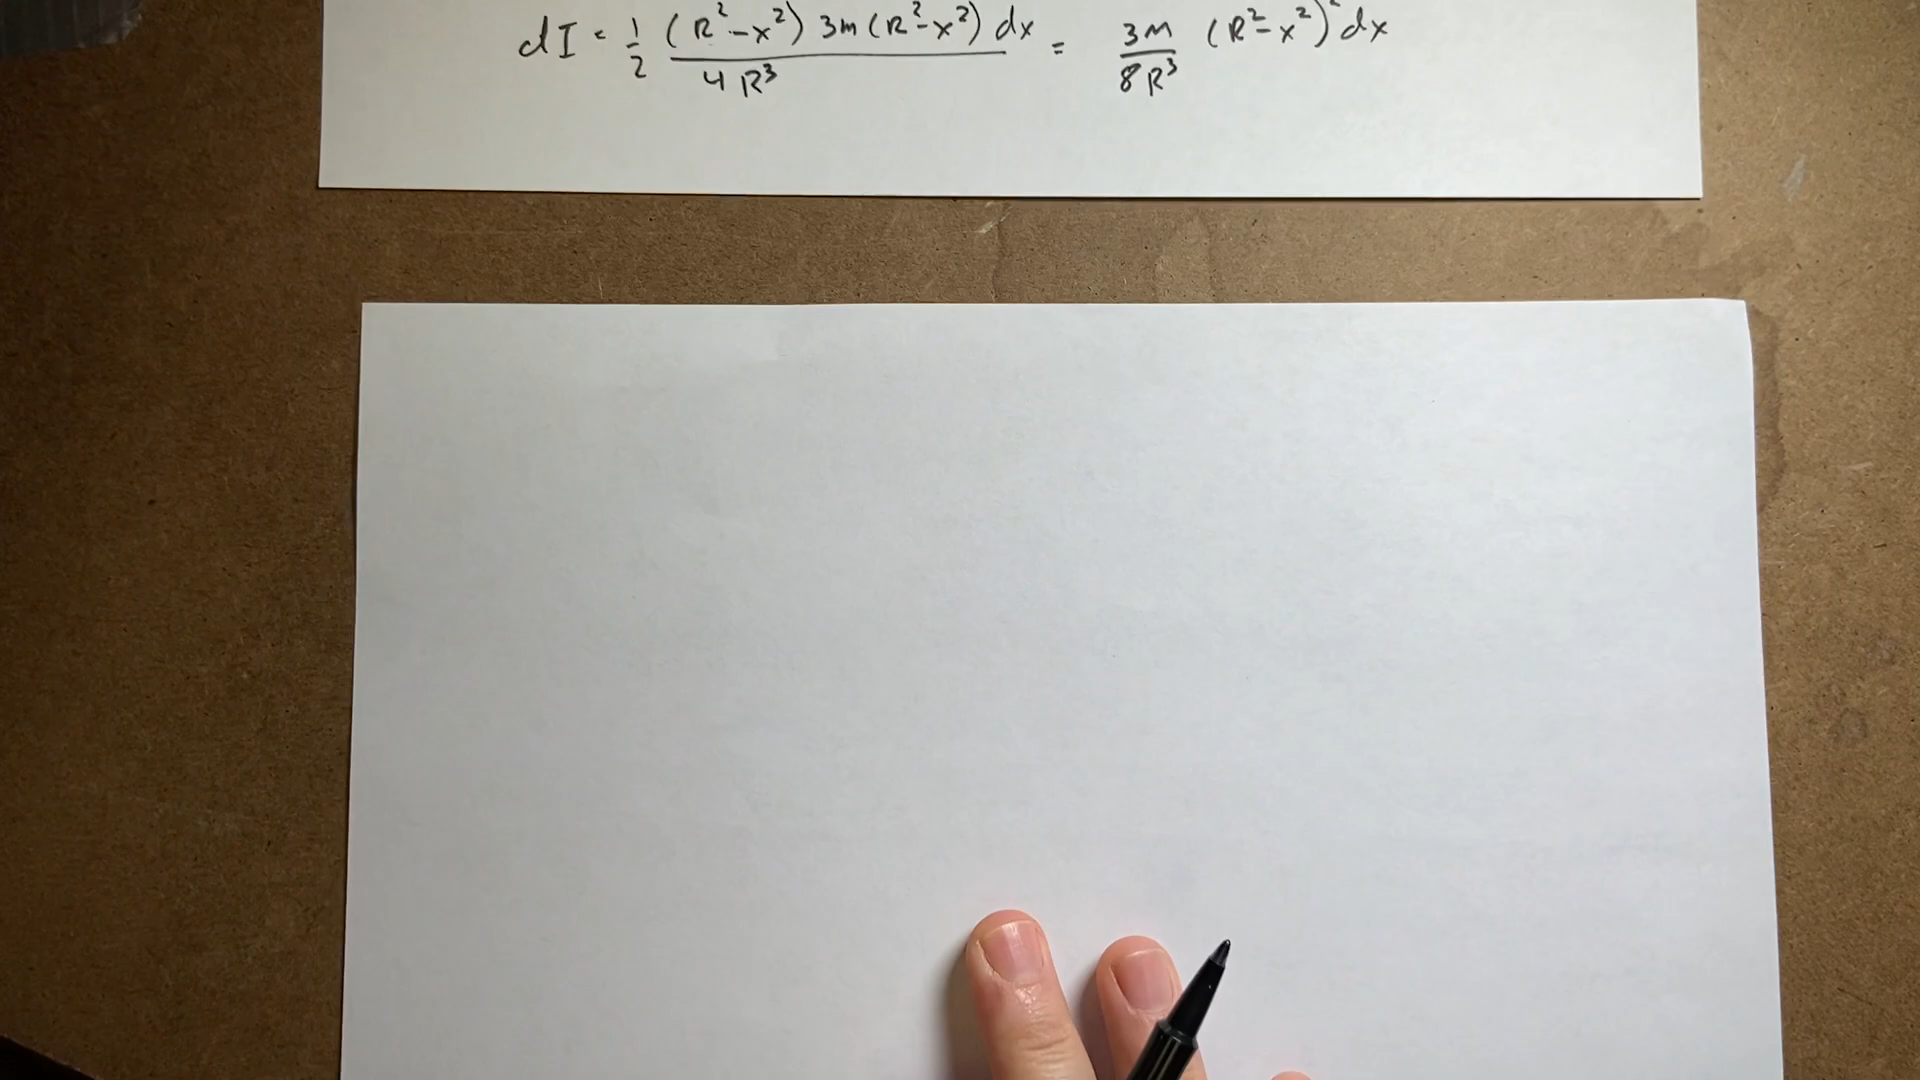 dI = 1/2 (R²-x²) 3m (R²-x²) dx / 4R³ = 3m/8R³ (R²-x²)² dx